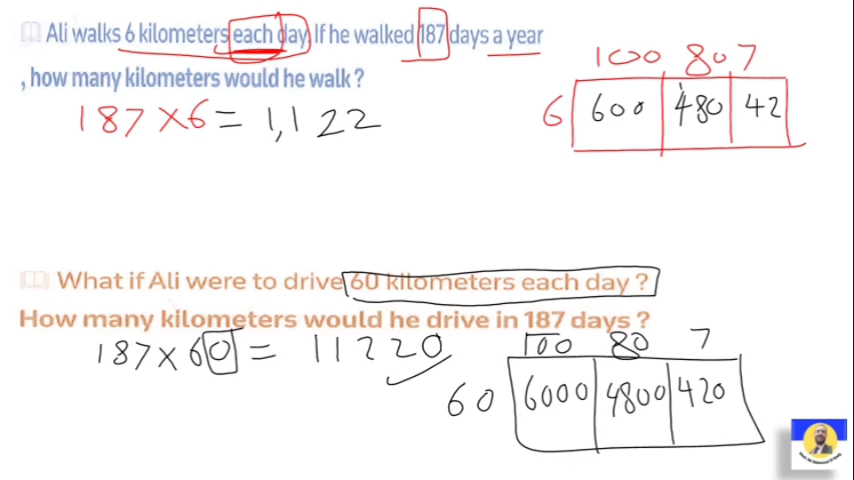 Ali walks 6 kilometers each day If he walked 187 days a year
, how many kilometers would he walk ?
100 80 7
187 × 6 = 1,122
6 600 480 42
What if Ali were to drive 60 kilometers each day ?
How many kilometers would he drive in 187 days ?
187 × 60 = 11220
100 80 7
60 6000 4800 420